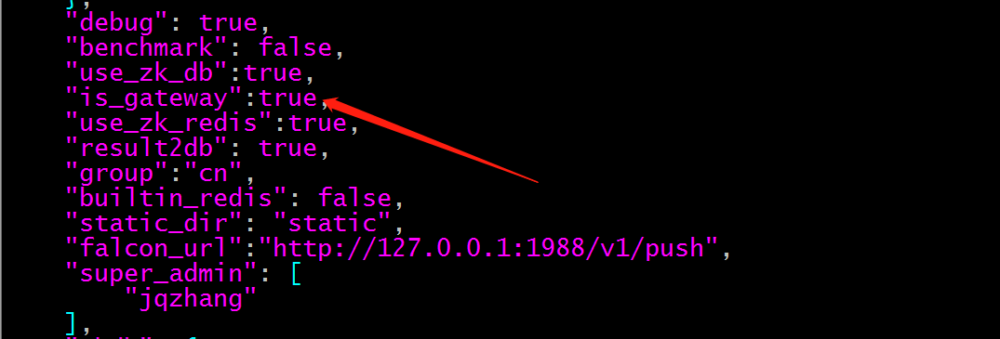 },
"debug": true,
"benchmark": false,
"use_zk_db":true,
"is_gateway":true,
"use_zk_redis":true,
"result2db": true,
"group":"cn",
"builtin_redis": false,
"static_dir": "static",
"falcon_url":"http://127.0.0.1:1988/v1/push",
"super_admin": [
"jqzhang"
],